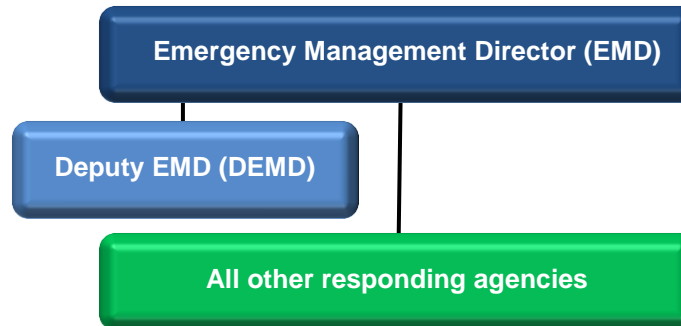 Emergency Management Director (EMD)
Deputy EMD (DEMD)
All other responding agencies